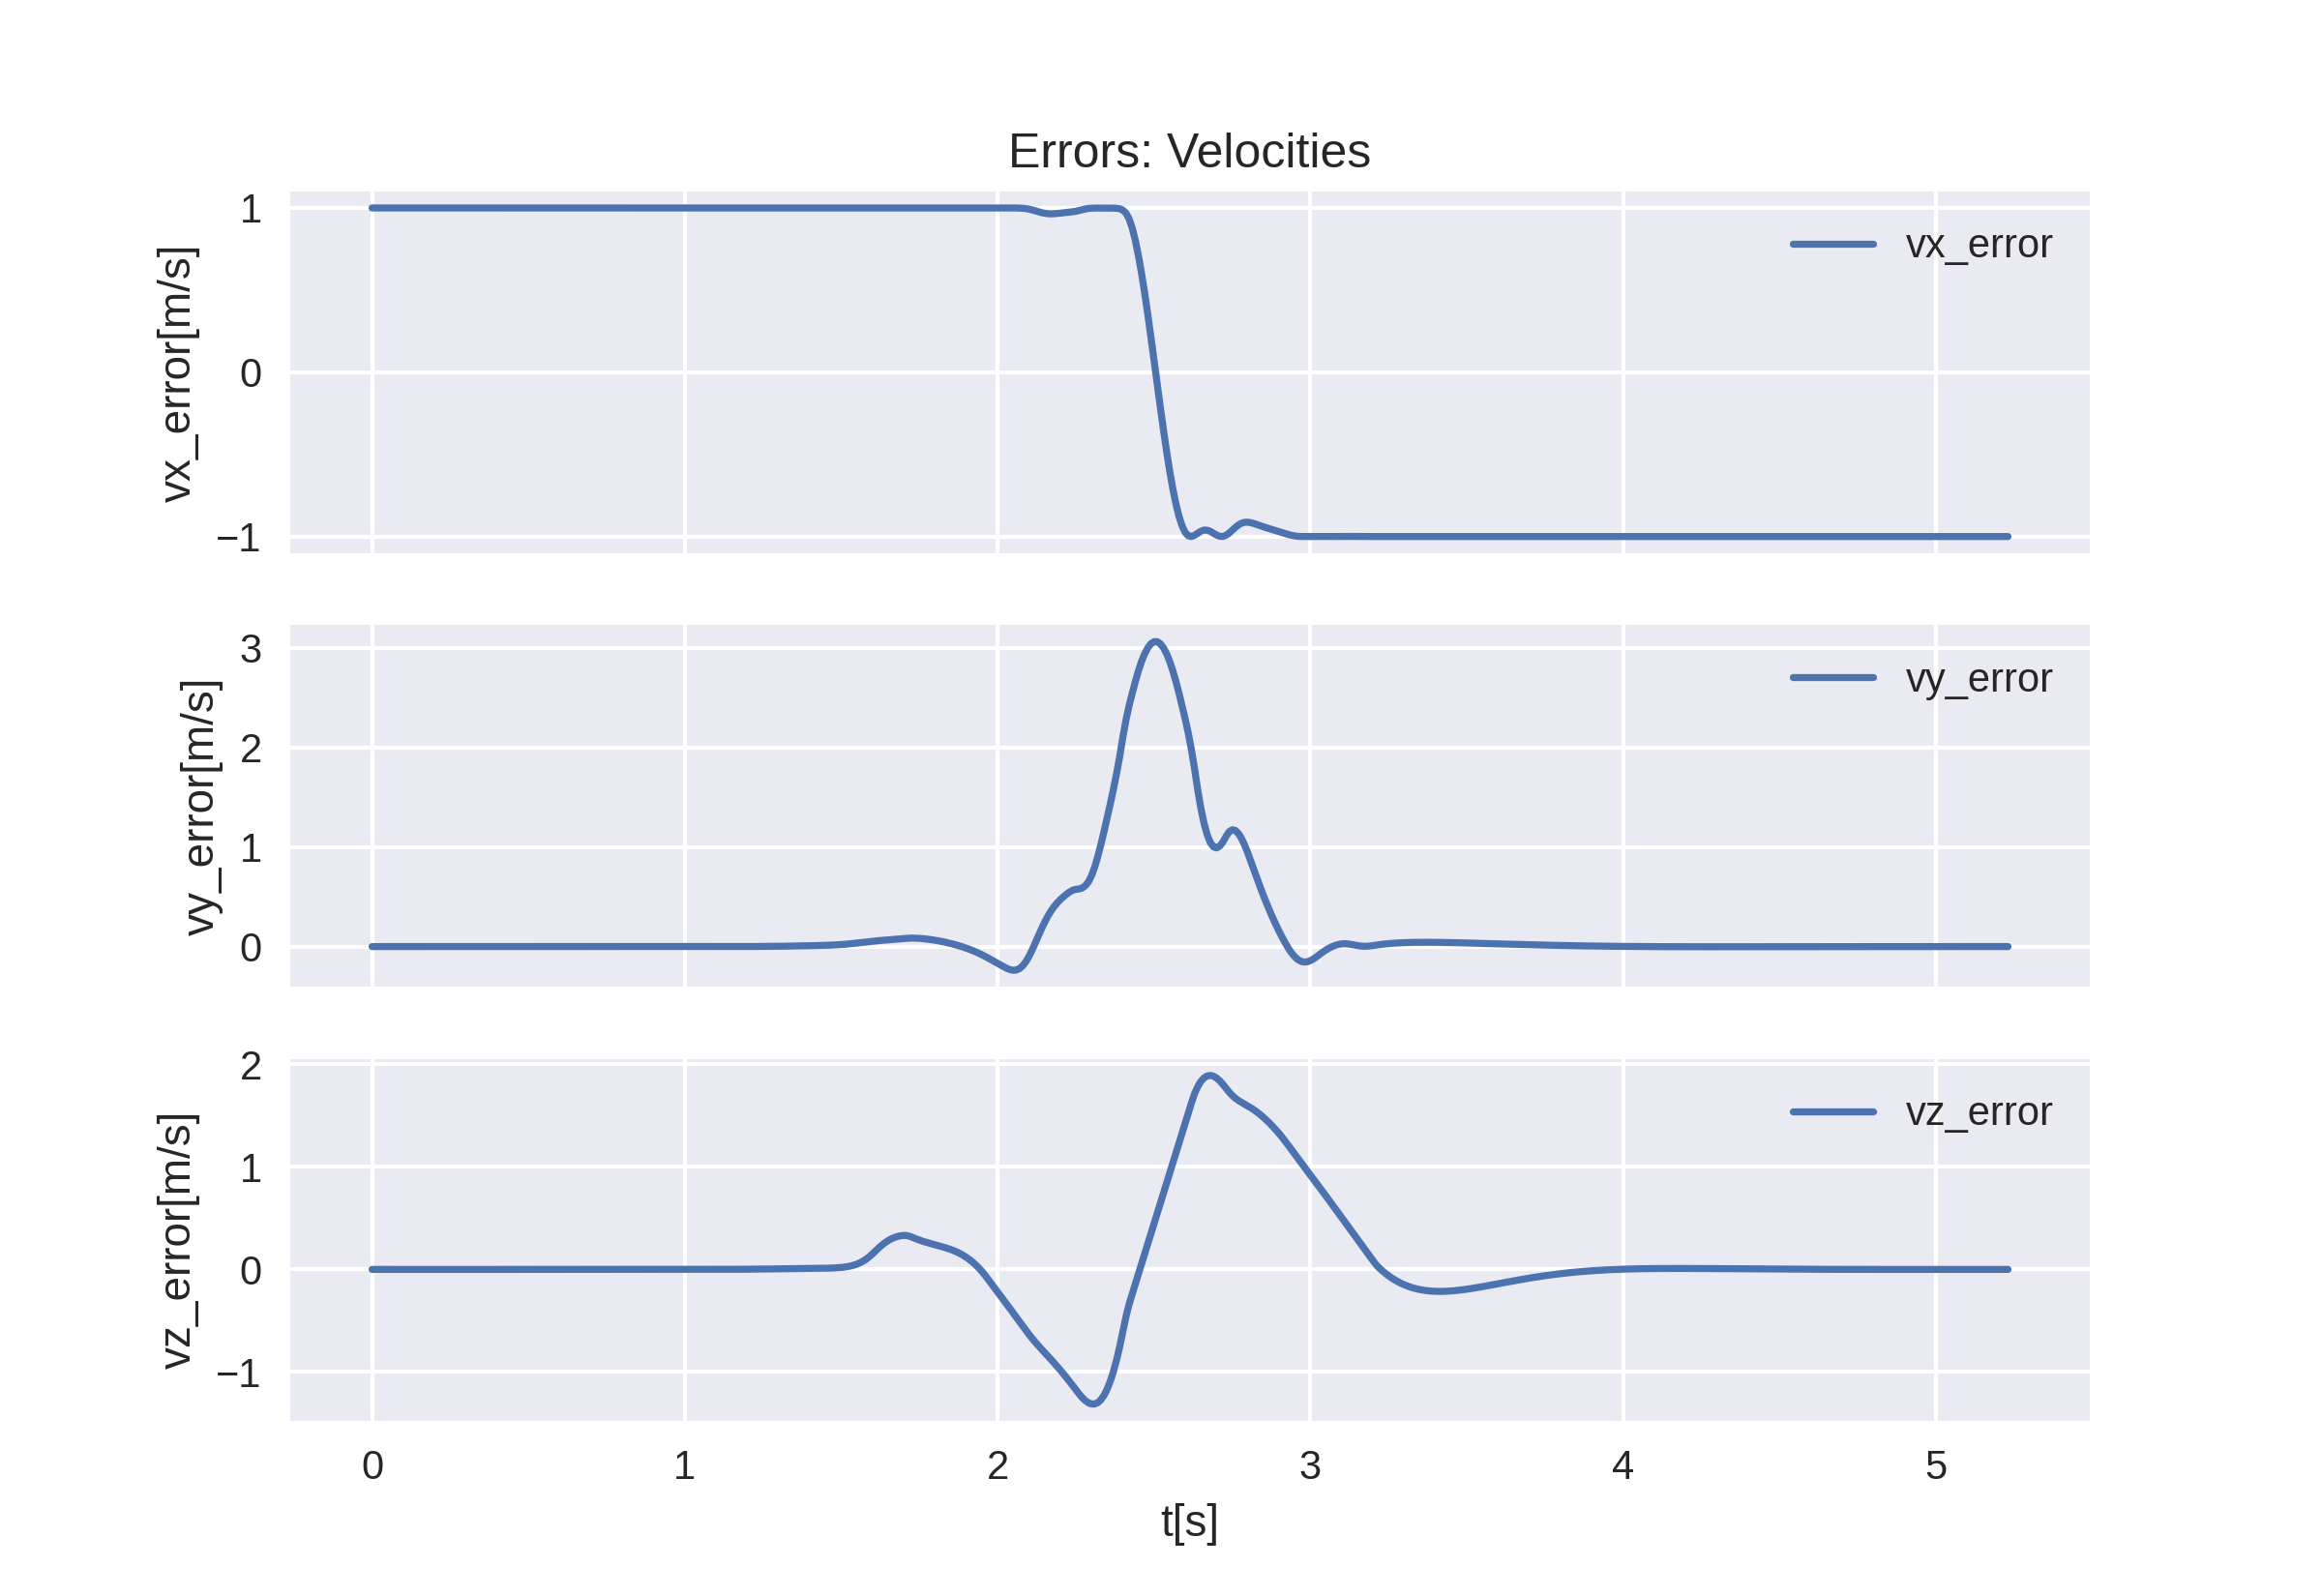 Errors: Velocities
1
0
−1
vx_error[m/s]
vx_error
3
2
1
0
vy_error[m/s]
vy_error
2
1
0
−1
vz_error[m/s]
vz_error
0 1 2 3 4 5
t[s]